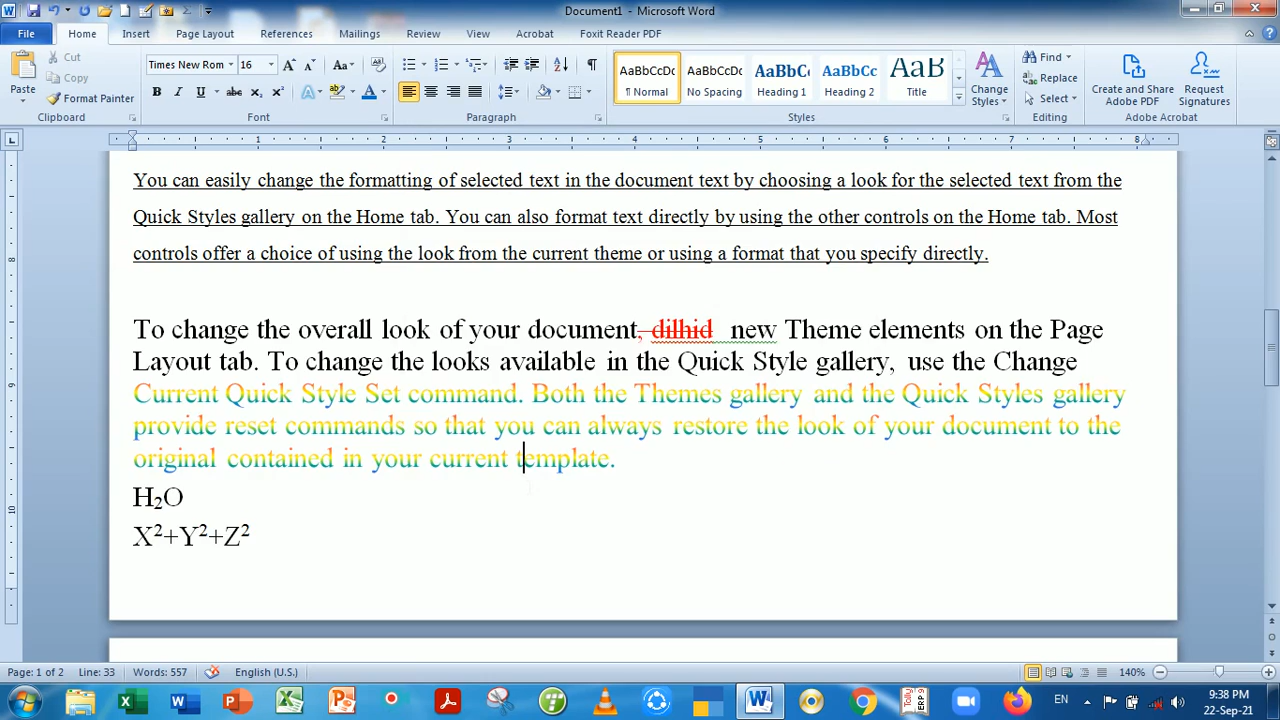 Document1 - Microsoft Word
File Home Insert Page Layout References Mailings Review View Acrobat Foxit Reader PDF
Cut
Copy
Format Painter
Paste
Clipboard
Times New Rom 16
Font
Paragraph
AaBbCcDc AaBbCcDc AaBbC AaBbCc AaB
¶ Normal No Spacing Heading 1 Heading 2 Title
Change Styles
Styles
Find
Replace
Select
Editing
Create and Share Adobe PDF
Request Signatures
Adobe Acrobat
1 2 3 4 5 6 7 8
You can easily change the formatting of selected text in the document text by choosing a look for the selected text from the
Quick Styles gallery on the Home tab. You can also format text directly by using the other controls on the Home tab. Most
controls offer a choice of using the look from the current theme or using a format that you specify directly.
To change the overall look of your document, dilhid new Theme elements on the Page
Layout tab. To change the looks available in the Quick Style gallery, use the Change
Current Quick Style Set command. Both the Themes gallery and the Quick Styles gallery
provide reset commands so that you can always restore the look of your document to the
original contained in your current template.
H₂O
X²+Y²+Z²
Page: 1 of 2 Line: 33 Words: 557 English (U.S.) 140%
EN
9:38 PM
22-Sep-21